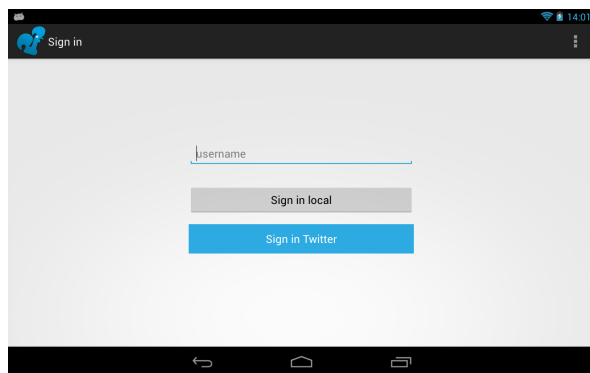 14:01
Sign in
username
Sign in local
Sign in Twitter